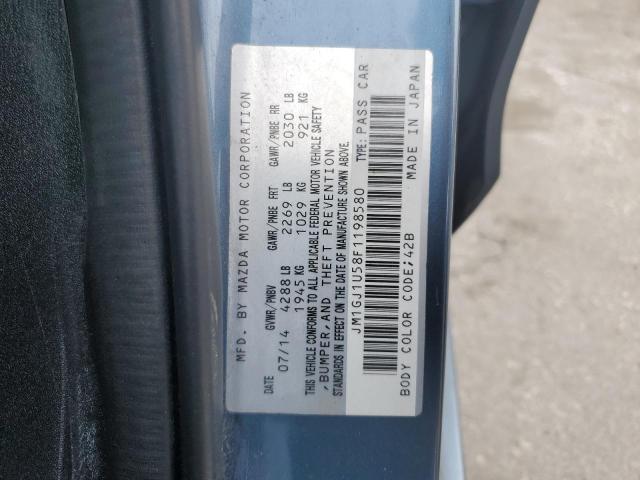 MFD. BY MAZDA MOTOR CORPORATION
DATE GVWR/PNBV GAWR/PNBE FRT GAWR/PNBE RR
07/14 4288 LB 2269 LB 2030 LB
1945 KG 1029 KG 921 KG
THIS VEHICLE CONFORMS TO ALL APPLICABLE FEDERAL MOTOR VEHICLE SAFETY
,BUMPER,AND THEFT PREVENTION
STANDARDS IN EFFECT ON THE DATE OF MANUFACTURE SHOWN ABOVE.
JM1GJ1U58F1198580 TYPE: PASS CAR
BODY COLOR CODE;42B MADE IN JAPAN